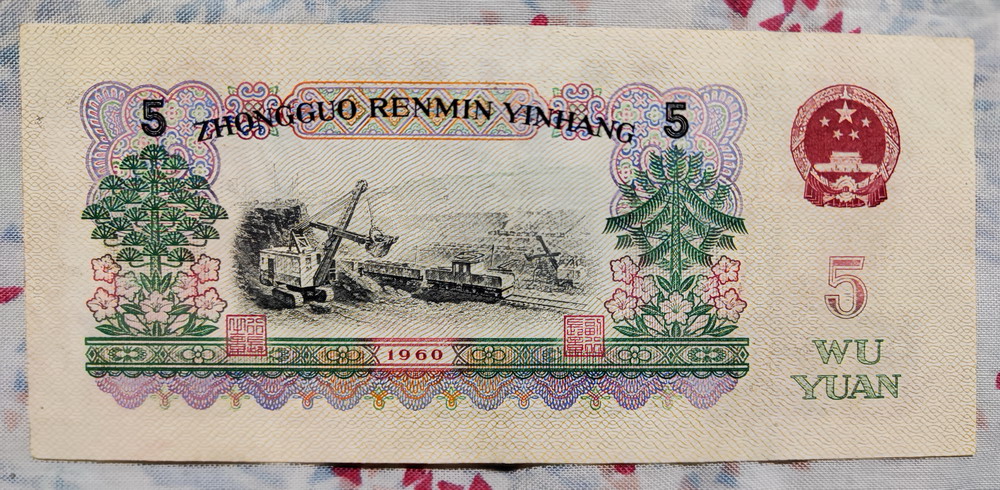 5 ZHONGGUO RENMIN YINHANG 5
5
1960
WU
YUAN